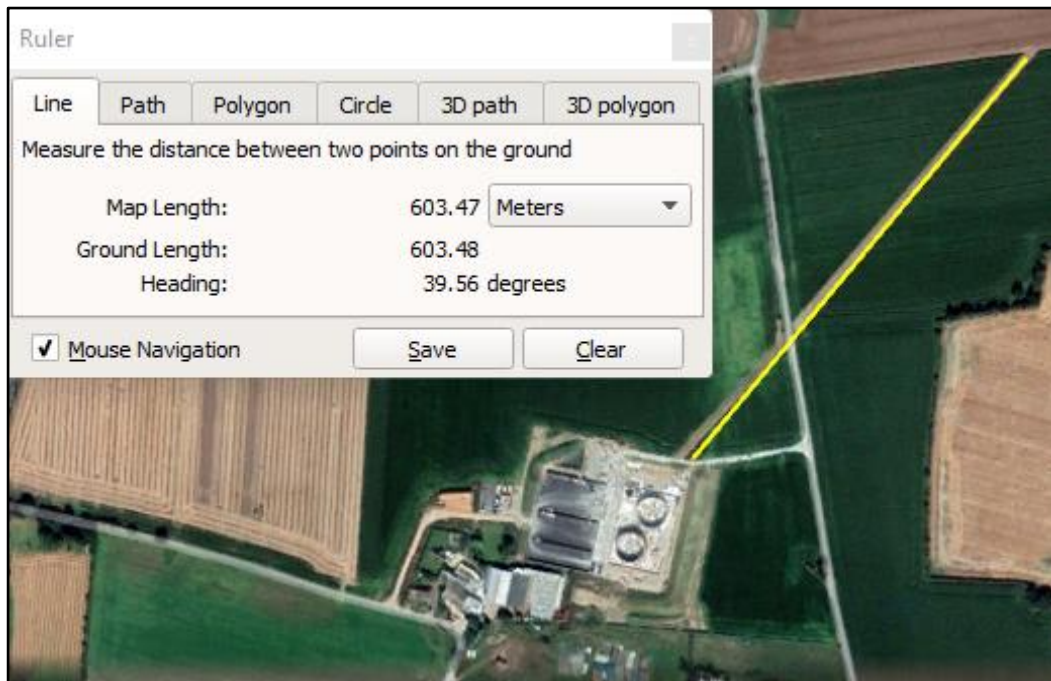 Ruler
Line Path Polygon Circle 3D path 3D polygon
Measure the distance between two points on the ground
Map Length: 603.47 Meters
Ground Length: 603.48
Heading: 39.56 degrees
Mouse Navigation Save Clear